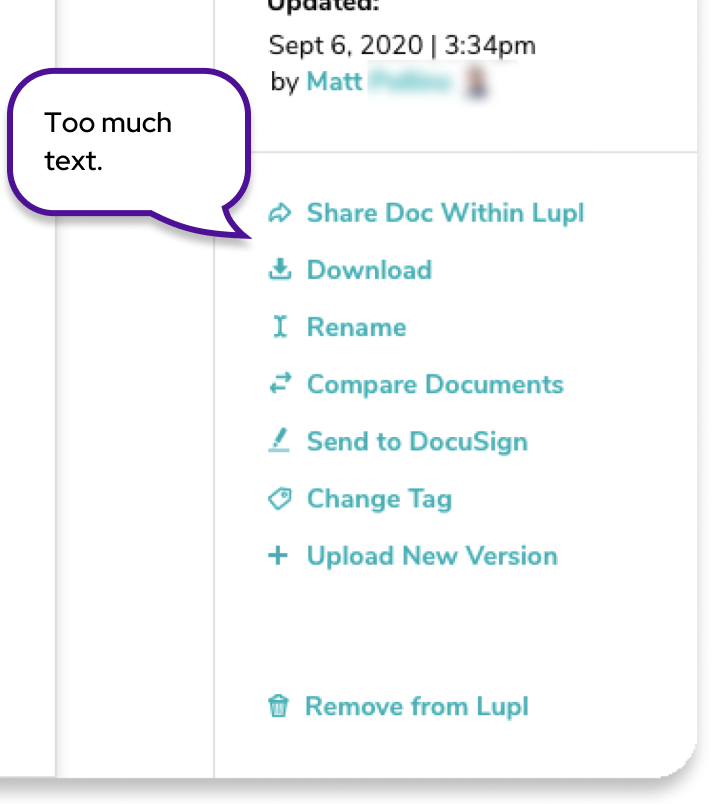 Updated:
Sept 6, 2020 | 3:34pm
by Matt
Too much
text.
Share Doc Within Lupl
Download
Rename
Compare Documents
Send to DocuSign
Change Tag
Upload New Version
Remove from Lupl